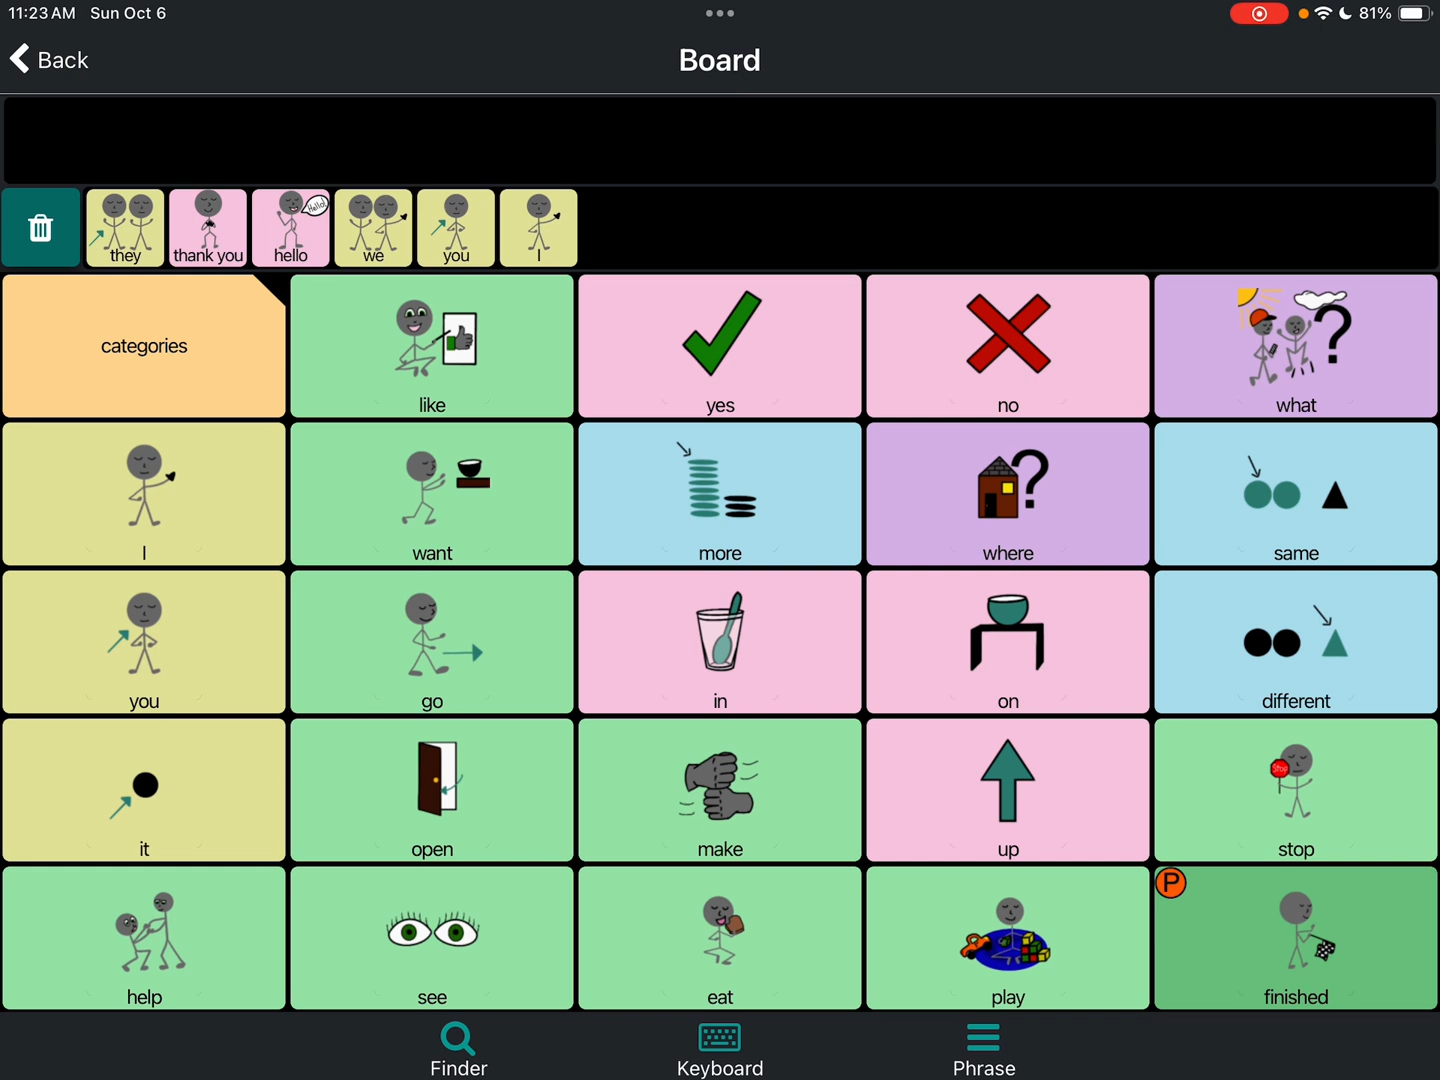 11:23 AM Sun Oct 6
81%
Back
Board
they thank you hello we you I
Hello!
categories like yes no what
I want more where same
you go in on different
it open make up stop
Stop
P
help see eat play finished
Finder Keyboard Phrase